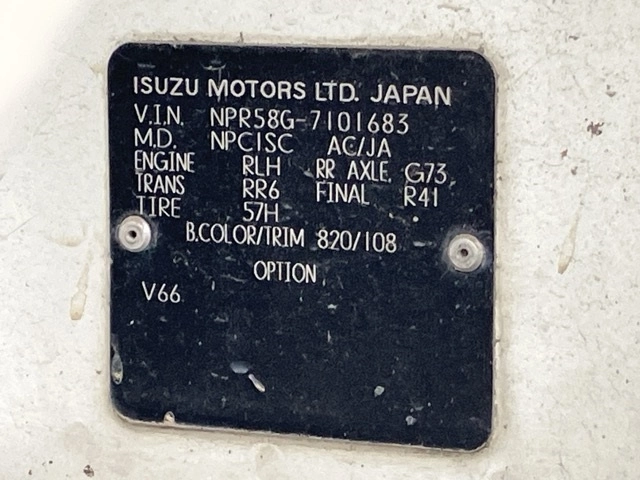 ISUZU MOTORS LTD. JAPAN
V.I.N. NPR58G-7101683
M.D. NPC1SC AC/JA
ENGINE RLH RR AXLE G73
TRANS RR6 FINAL R41
TIRE 57H
B.COLOR/TRIM 820/108
OPTION
V66